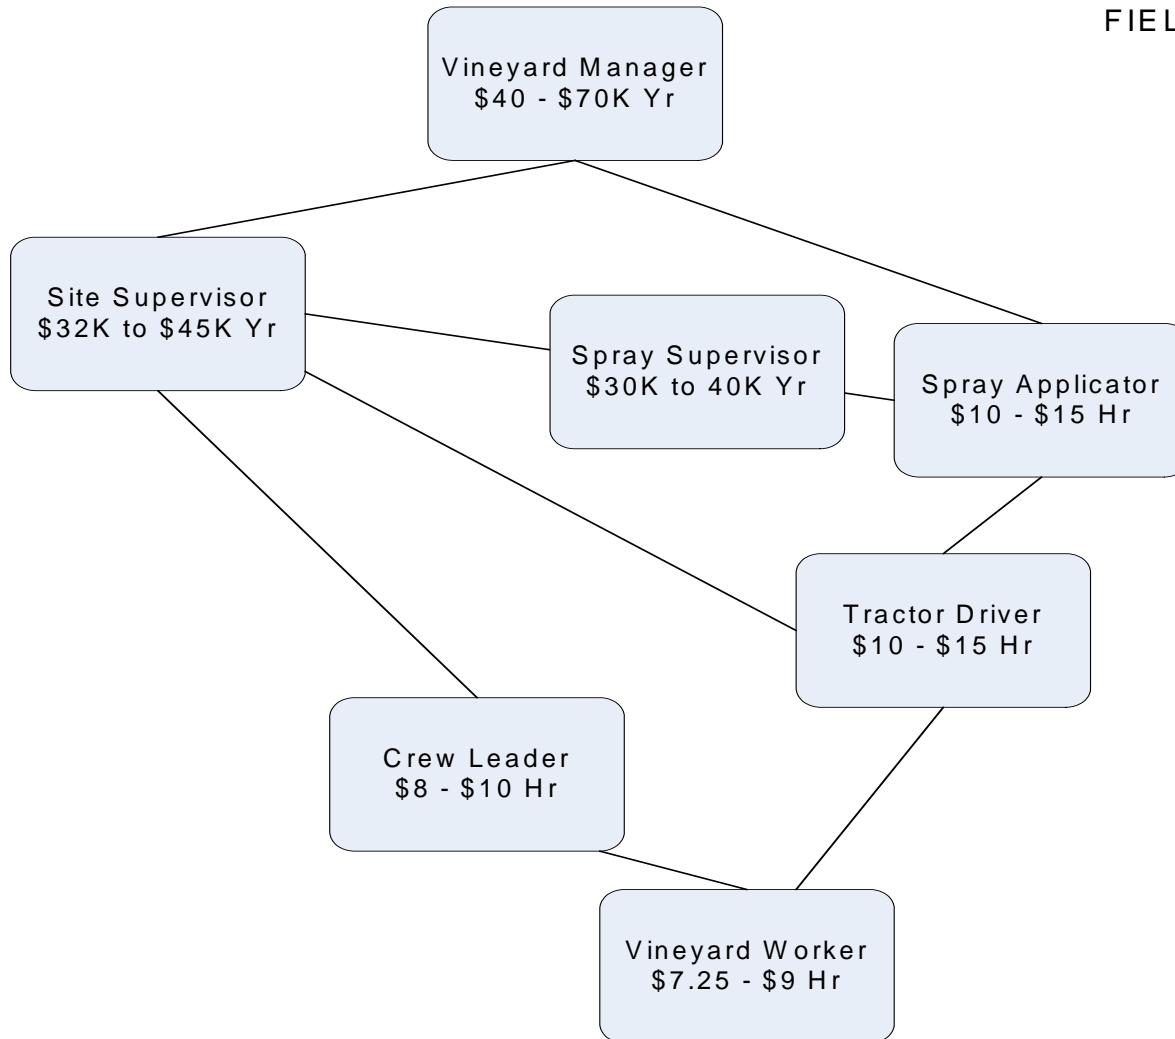 FIEL
Vineyard Manager
$40 - $70K Yr
Site Supervisor
$32K to $45K Yr
Spray Supervisor
$30K to 40K Yr
Spray Applicator
$10 - $15 Hr
Tractor Driver
$10 - $15 Hr
Crew Leader
$8 - $10 Hr
Vineyard Worker
$7.25 - $9 Hr